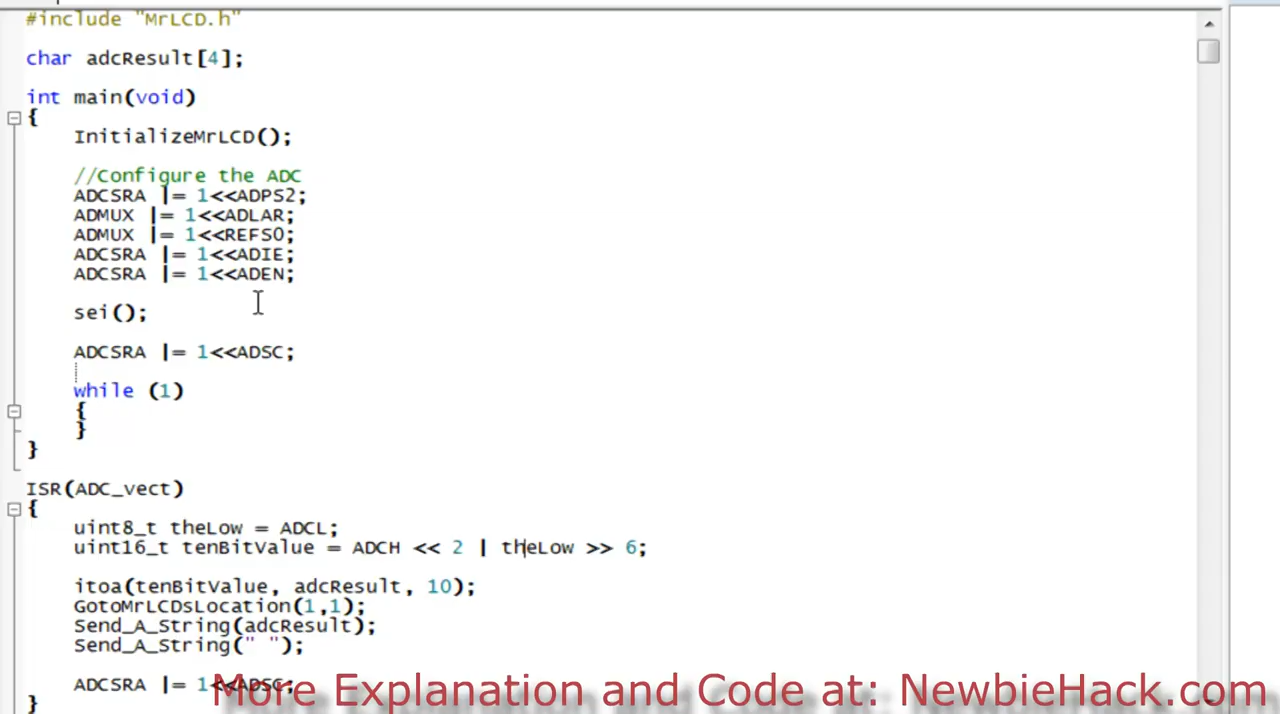 #include "MrLCD.h"
char adcResult[4];
int main(void)
{
InitializeMrLCD();
//Configure the ADC
ADCSRA |= 1<<ADPS2;
ADMUX |= 1<<ADLAR;
ADMUX |= 1<<REFS0;
ADCSRA |= 1<<ADIE;
ADCSRA |= 1<<ADEN;
sei();
ADCSRA |= 1<<ADSC;
while (1)
{
}
}
ISR(ADC_vect)
{
uint8_t theLow = ADCL;
uint16_t tenBitValue = ADCH << 2 | theLow >> 6;
itoa(tenBitValue, adcResult, 10);
GotoMrLCDsLocation(1,1);
Send_A_String(adcResult);
Send_A_String(" ");
ADCSRA |= 1<<ADSC;
More Explanation and Code at: NewbieHack.com
}